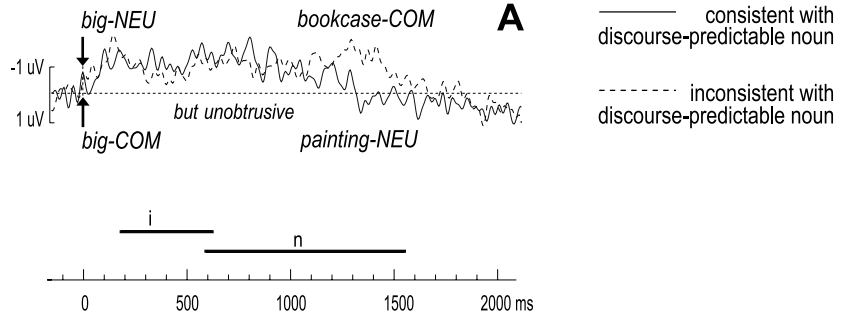 big-NEU
bookcase-COM
A
-1 uV
1 uV
but unobtrusive
big-COM
painting-NEU
consistent with
discourse-predictable noun
inconsistent with
discourse-predictable noun
i
n
0 500 1000 1500 2000 ms